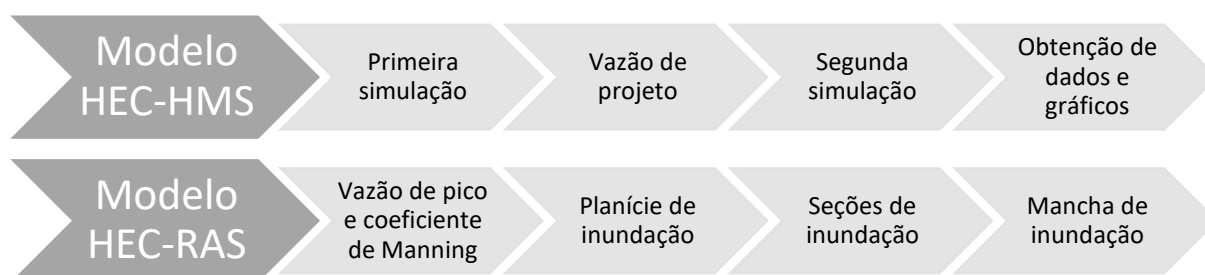 Modelo
HEC-HMS
Primeira
simulação
Vazão de
projeto
Segunda
simulação
Obtenção de
dados e
gráficos
Modelo
HEC-RAS
Vazão de pico
e coeficiente
de Manning
Planície de
inundação
Seções de
inundação
Mancha de
inundação